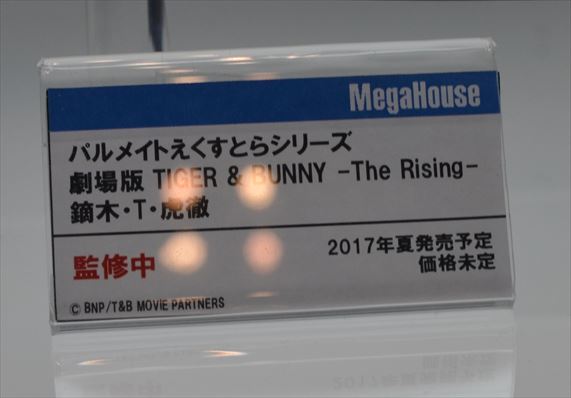 MegaHouse
パルメイトえくすとらシリーズ
劇場版 TIGER & BUNNY -The Rising-
鏑木・T・虎徹
監修中
2017年夏発売予定
価格未定
© BNP/T&B MOVIE PARTNERS